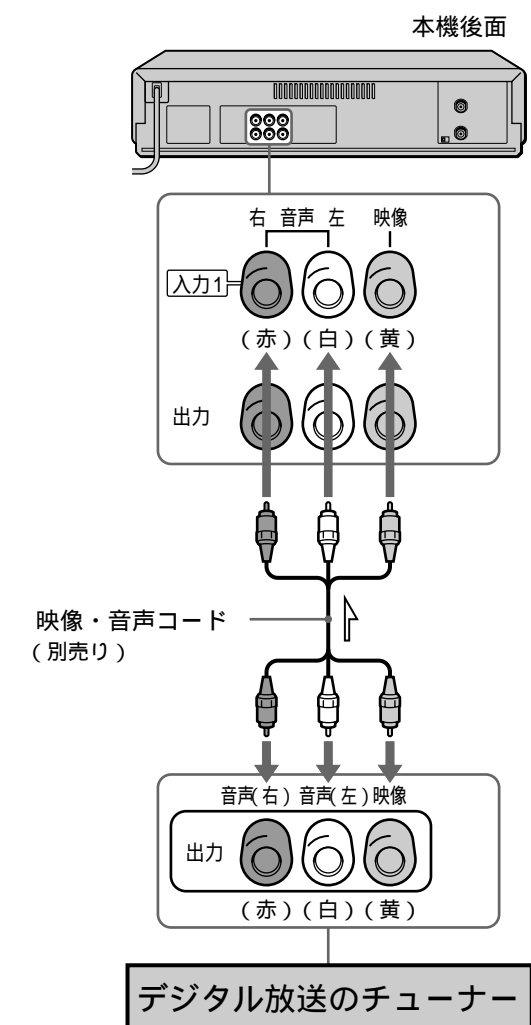 本機後面
右 音声 左 映像
入力1
(赤)(白)(黄)
出力
映像・音声コード
(別売り)
音声(右) 音声(左) 映像
出力
(赤)(白)(黄)
デジタル放送のチューナー